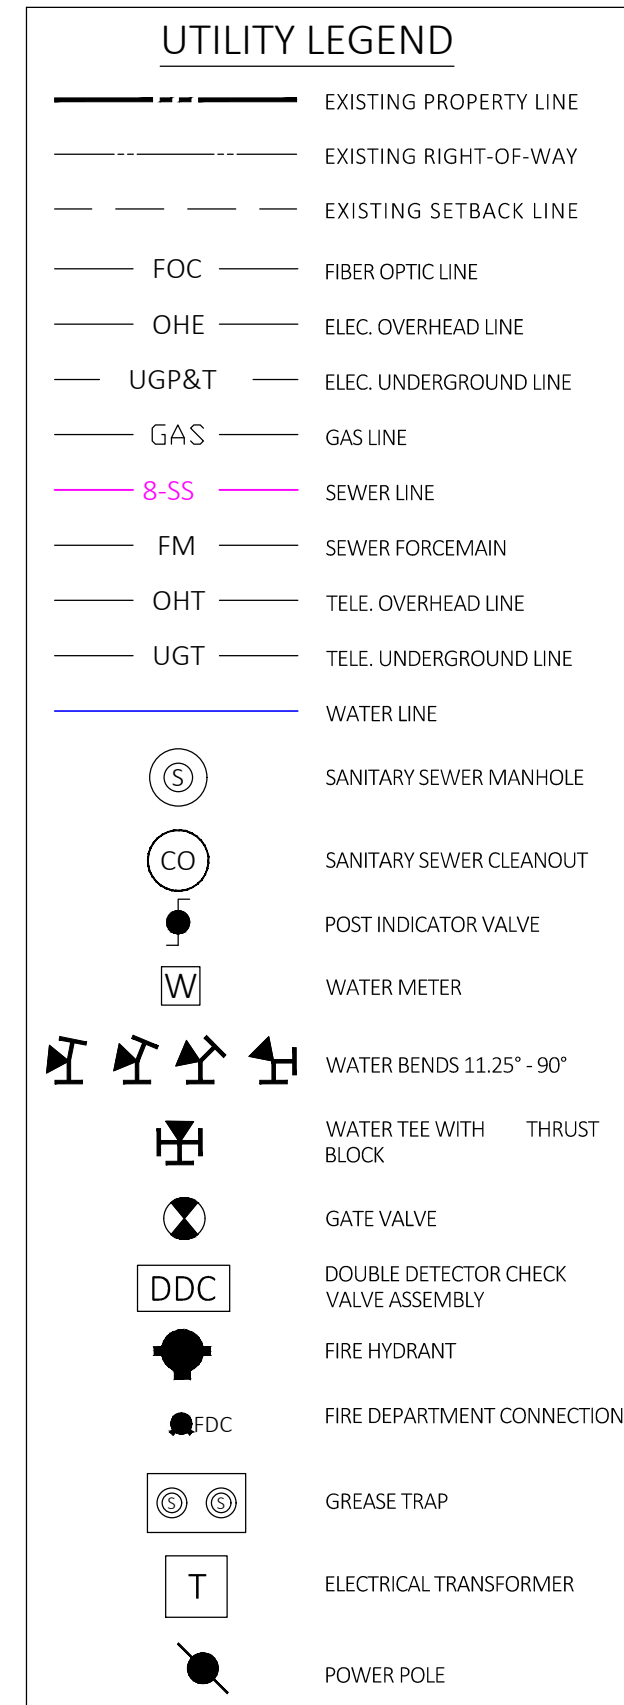 UTILITY LEGEND
EXISTING PROPERTY LINE
EXISTING RIGHT-OF-WAY
EXISTING SETBACK LINE
FOC FIBER OPTIC LINE
OHE ELEC. OVERHEAD LINE
UGP&T ELEC. UNDERGROUND LINE
GAS GAS LINE
8-SS SEWER LINE
FM SEWER FORCEMAIN
OHT TELE. OVERHEAD LINE
UGT TELE. UNDERGROUND LINE
WATER LINE
S SANITARY SEWER MANHOLE
CO SANITARY SEWER CLEANOUT
POST INDICATOR VALVE
W WATER METER
WATER BENDS 11.25° - 90°
WATER TEE WITH THRUST
BLOCK
GATE VALVE
DDC DOUBLE DETECTOR CHECK
VALVE ASSEMBLY
FIRE HYDRANT
FDC FIRE DEPARTMENT CONNECTION
S S GREASE TRAP
T ELECTRICAL TRANSFORMER
POWER POLE